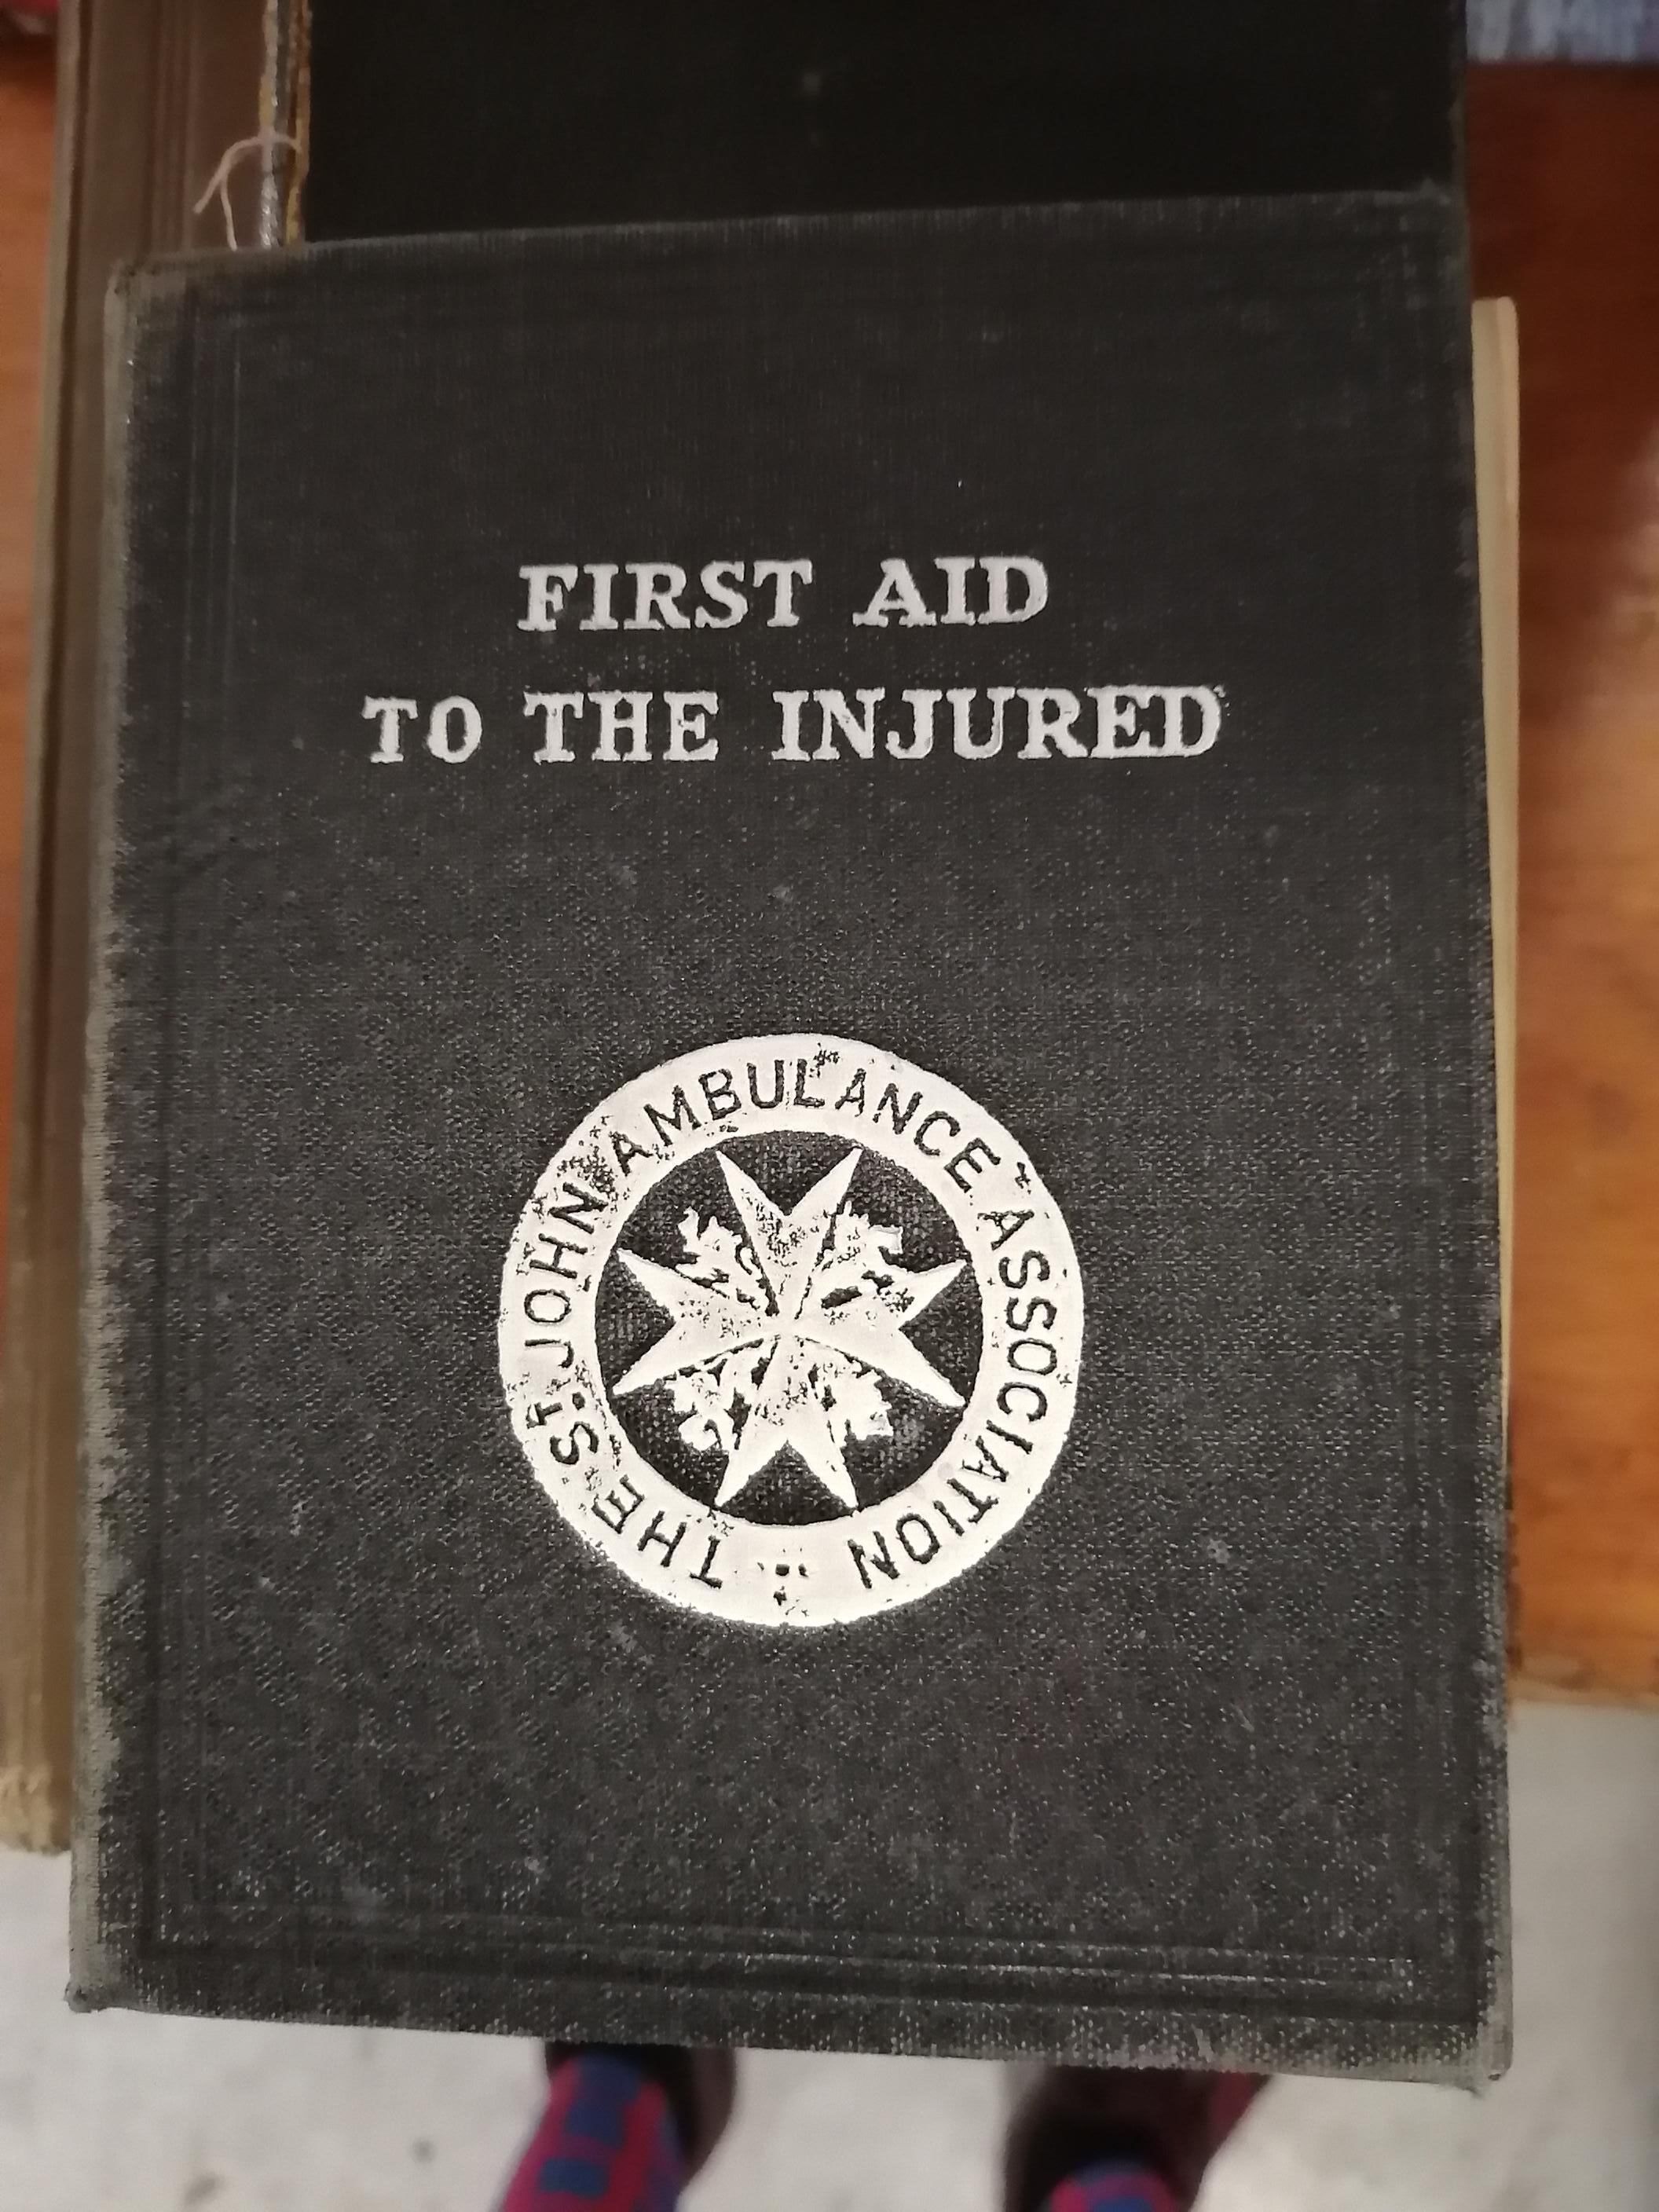 FIRST AID
TO THE INJURED
THE ST. JOHN AMBULANCE ASSOCIATION